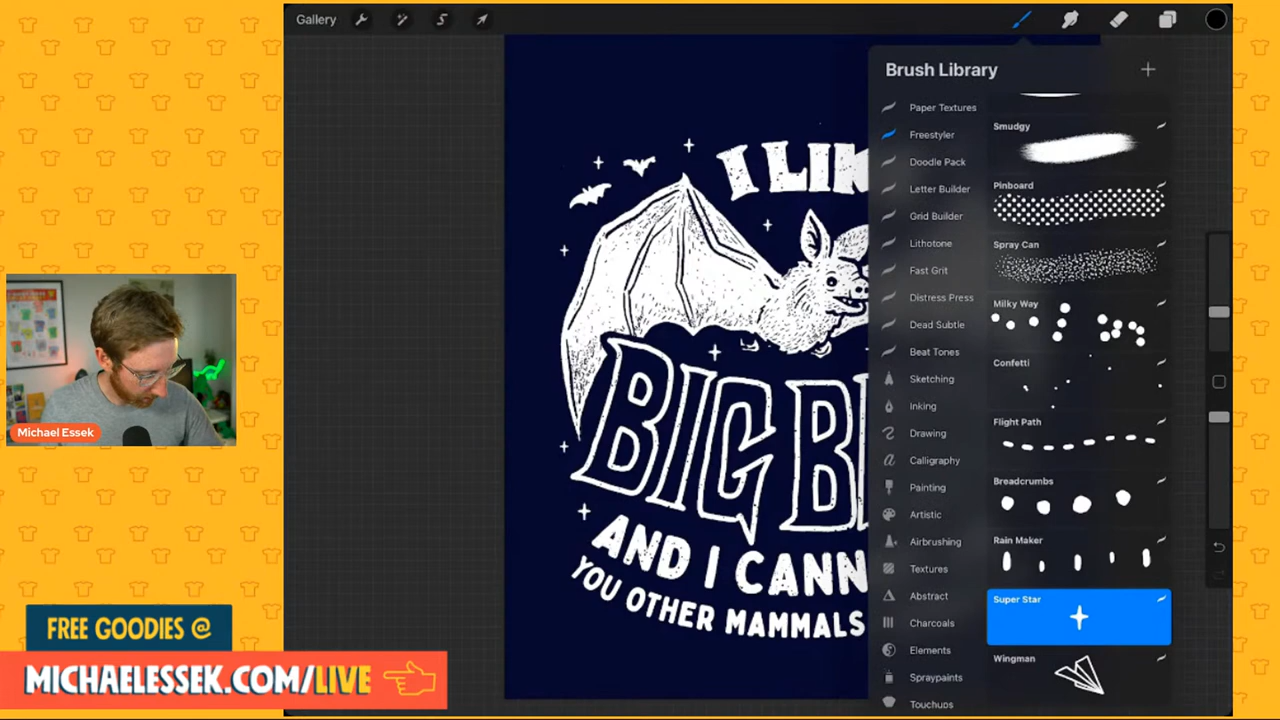 Gallery
Brush Library
Paper Textures
Freestyler
Doodle Pack
Letter Builder
Grid Builder
Lithotone
Fast Grit
Distress Press
Dead Subtle
Beat Tones
Sketching
Inking
Drawing
Calligraphy
Painting
Artistic
Airbrushing
Textures
Abstract
Charcoals
Elements
Spraypaints
Touchups
Smudgy
Pinboard
Spray Can
Milky Way
Confetti
Flight Path
Breadcrumbs
Rain Maker
Super Star
Wingman
I LIK
BIG B
AND I CANN
YOU OTHER MAMMALS
Michael Essek
FREE GOODIES @
MICHAELESSEK.COM/LIVE